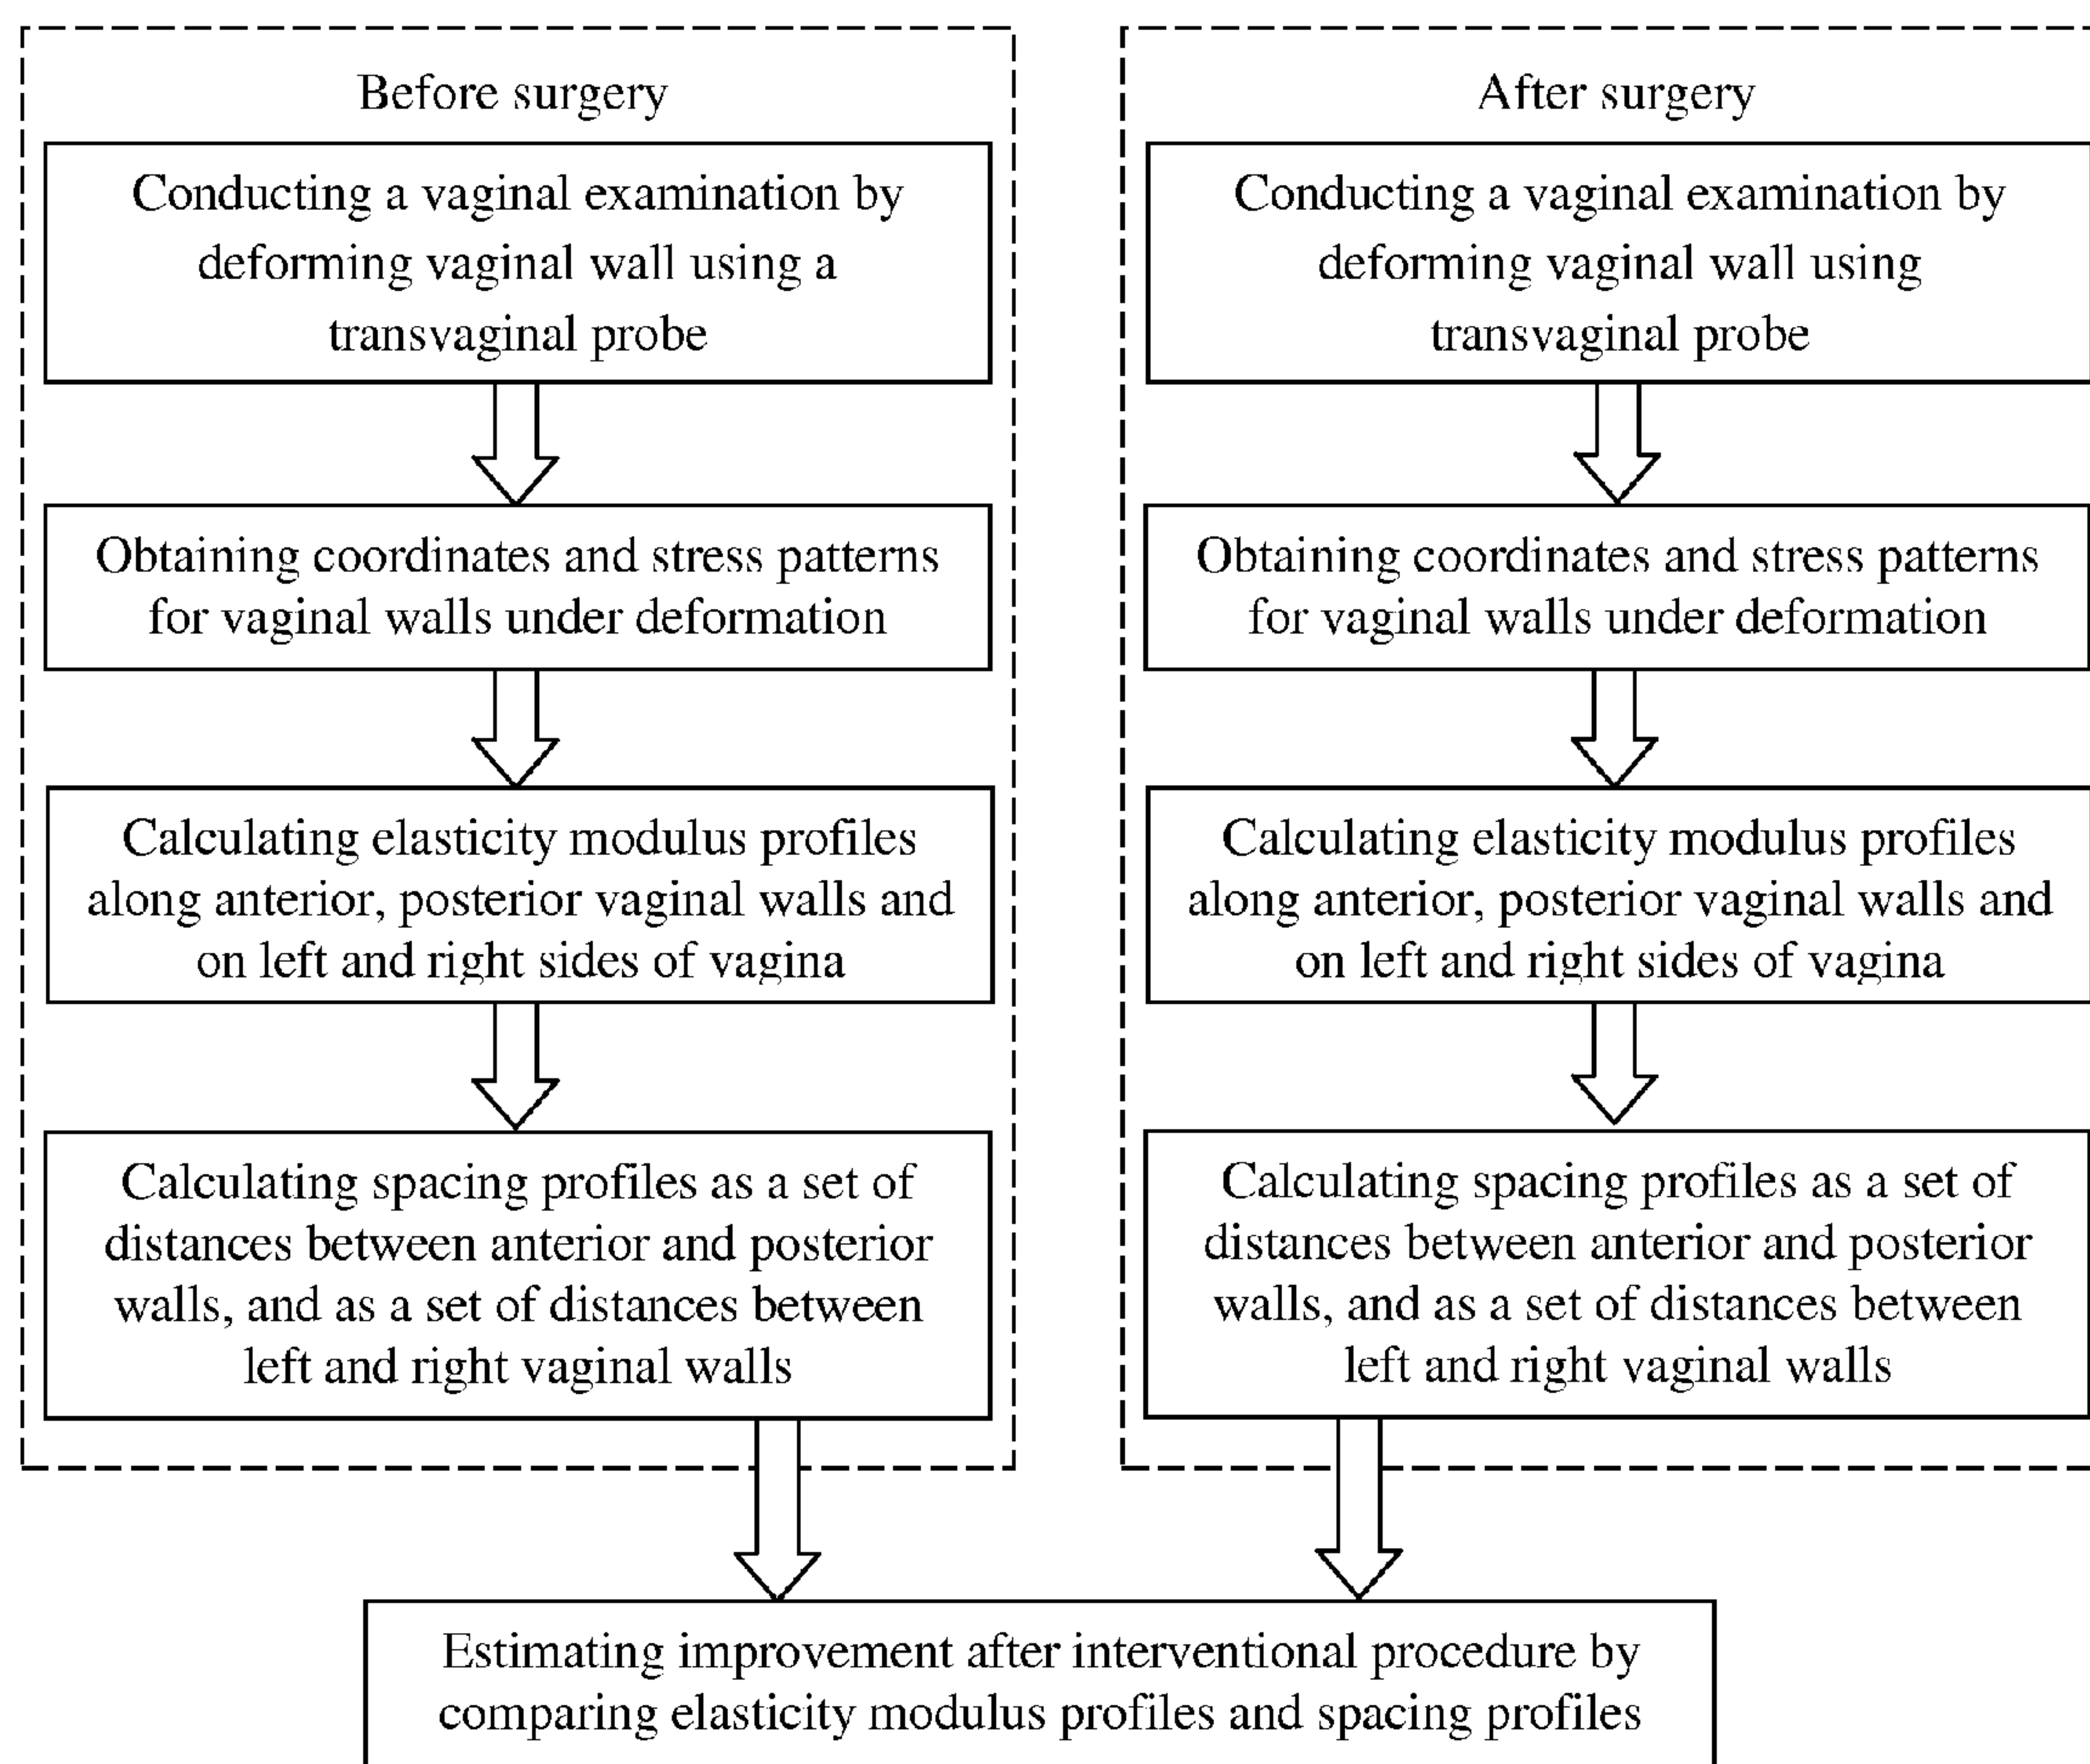 Before surgery
Conducting a vaginal examination by
deforming vaginal wall using a
transvaginal probe
Obtaining coordinates and stress patterns
for vaginal walls under deformation
Calculating elasticity modulus profiles
along anterior, posterior vaginal walls and
on left and right sides of vagina
Calculating spacing profiles as a set of
distances between anterior and posterior
walls, and as a set of distances between
left and right vaginal walls
After surgery
Conducting a vaginal examination by
deforming vaginal wall using
transvaginal probe
Obtaining coordinates and stress patterns
for vaginal walls under deformation
Calculating elasticity modulus profiles
along anterior, posterior vaginal walls and
on left and right sides of vagina
Calculating spacing profiles as a set of
distances between anterior and posterior
walls, and as a set of distances between
left and right vaginal walls
Estimating improvement after interventional procedure by
comparing elasticity modulus profiles and spacing profiles